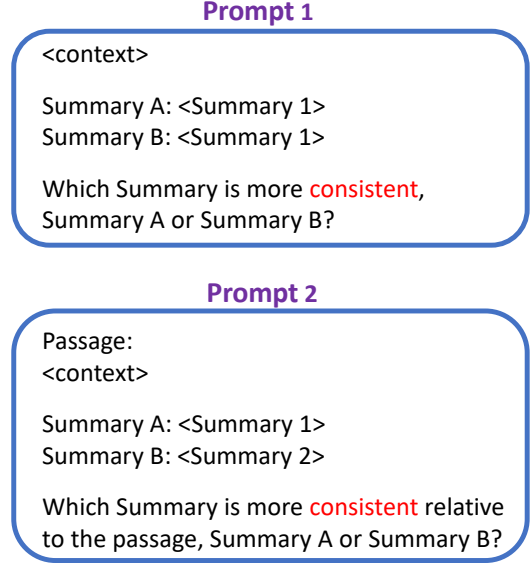 Prompt 1
<context>
Summary A: <Summary 1>
Summary B: <Summary 1>
Which Summary is more consistent,
Summary A or Summary B?
Prompt 2
Passage:
<context>
Summary A: <Summary 1>
Summary B: <Summary 2>
Which Summary is more consistent relative
to the passage, Summary A or Summary B?